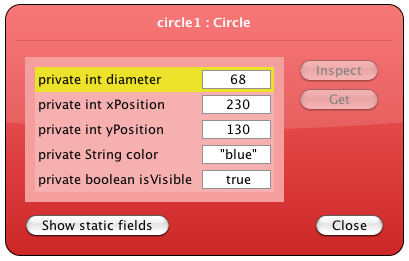 circle1 : Circle
private int diameter 68
Inspect
private int xPosition 230
Get
private int yPosition 130
private String color "blue"
private boolean isVisible true
Show static fields
Close